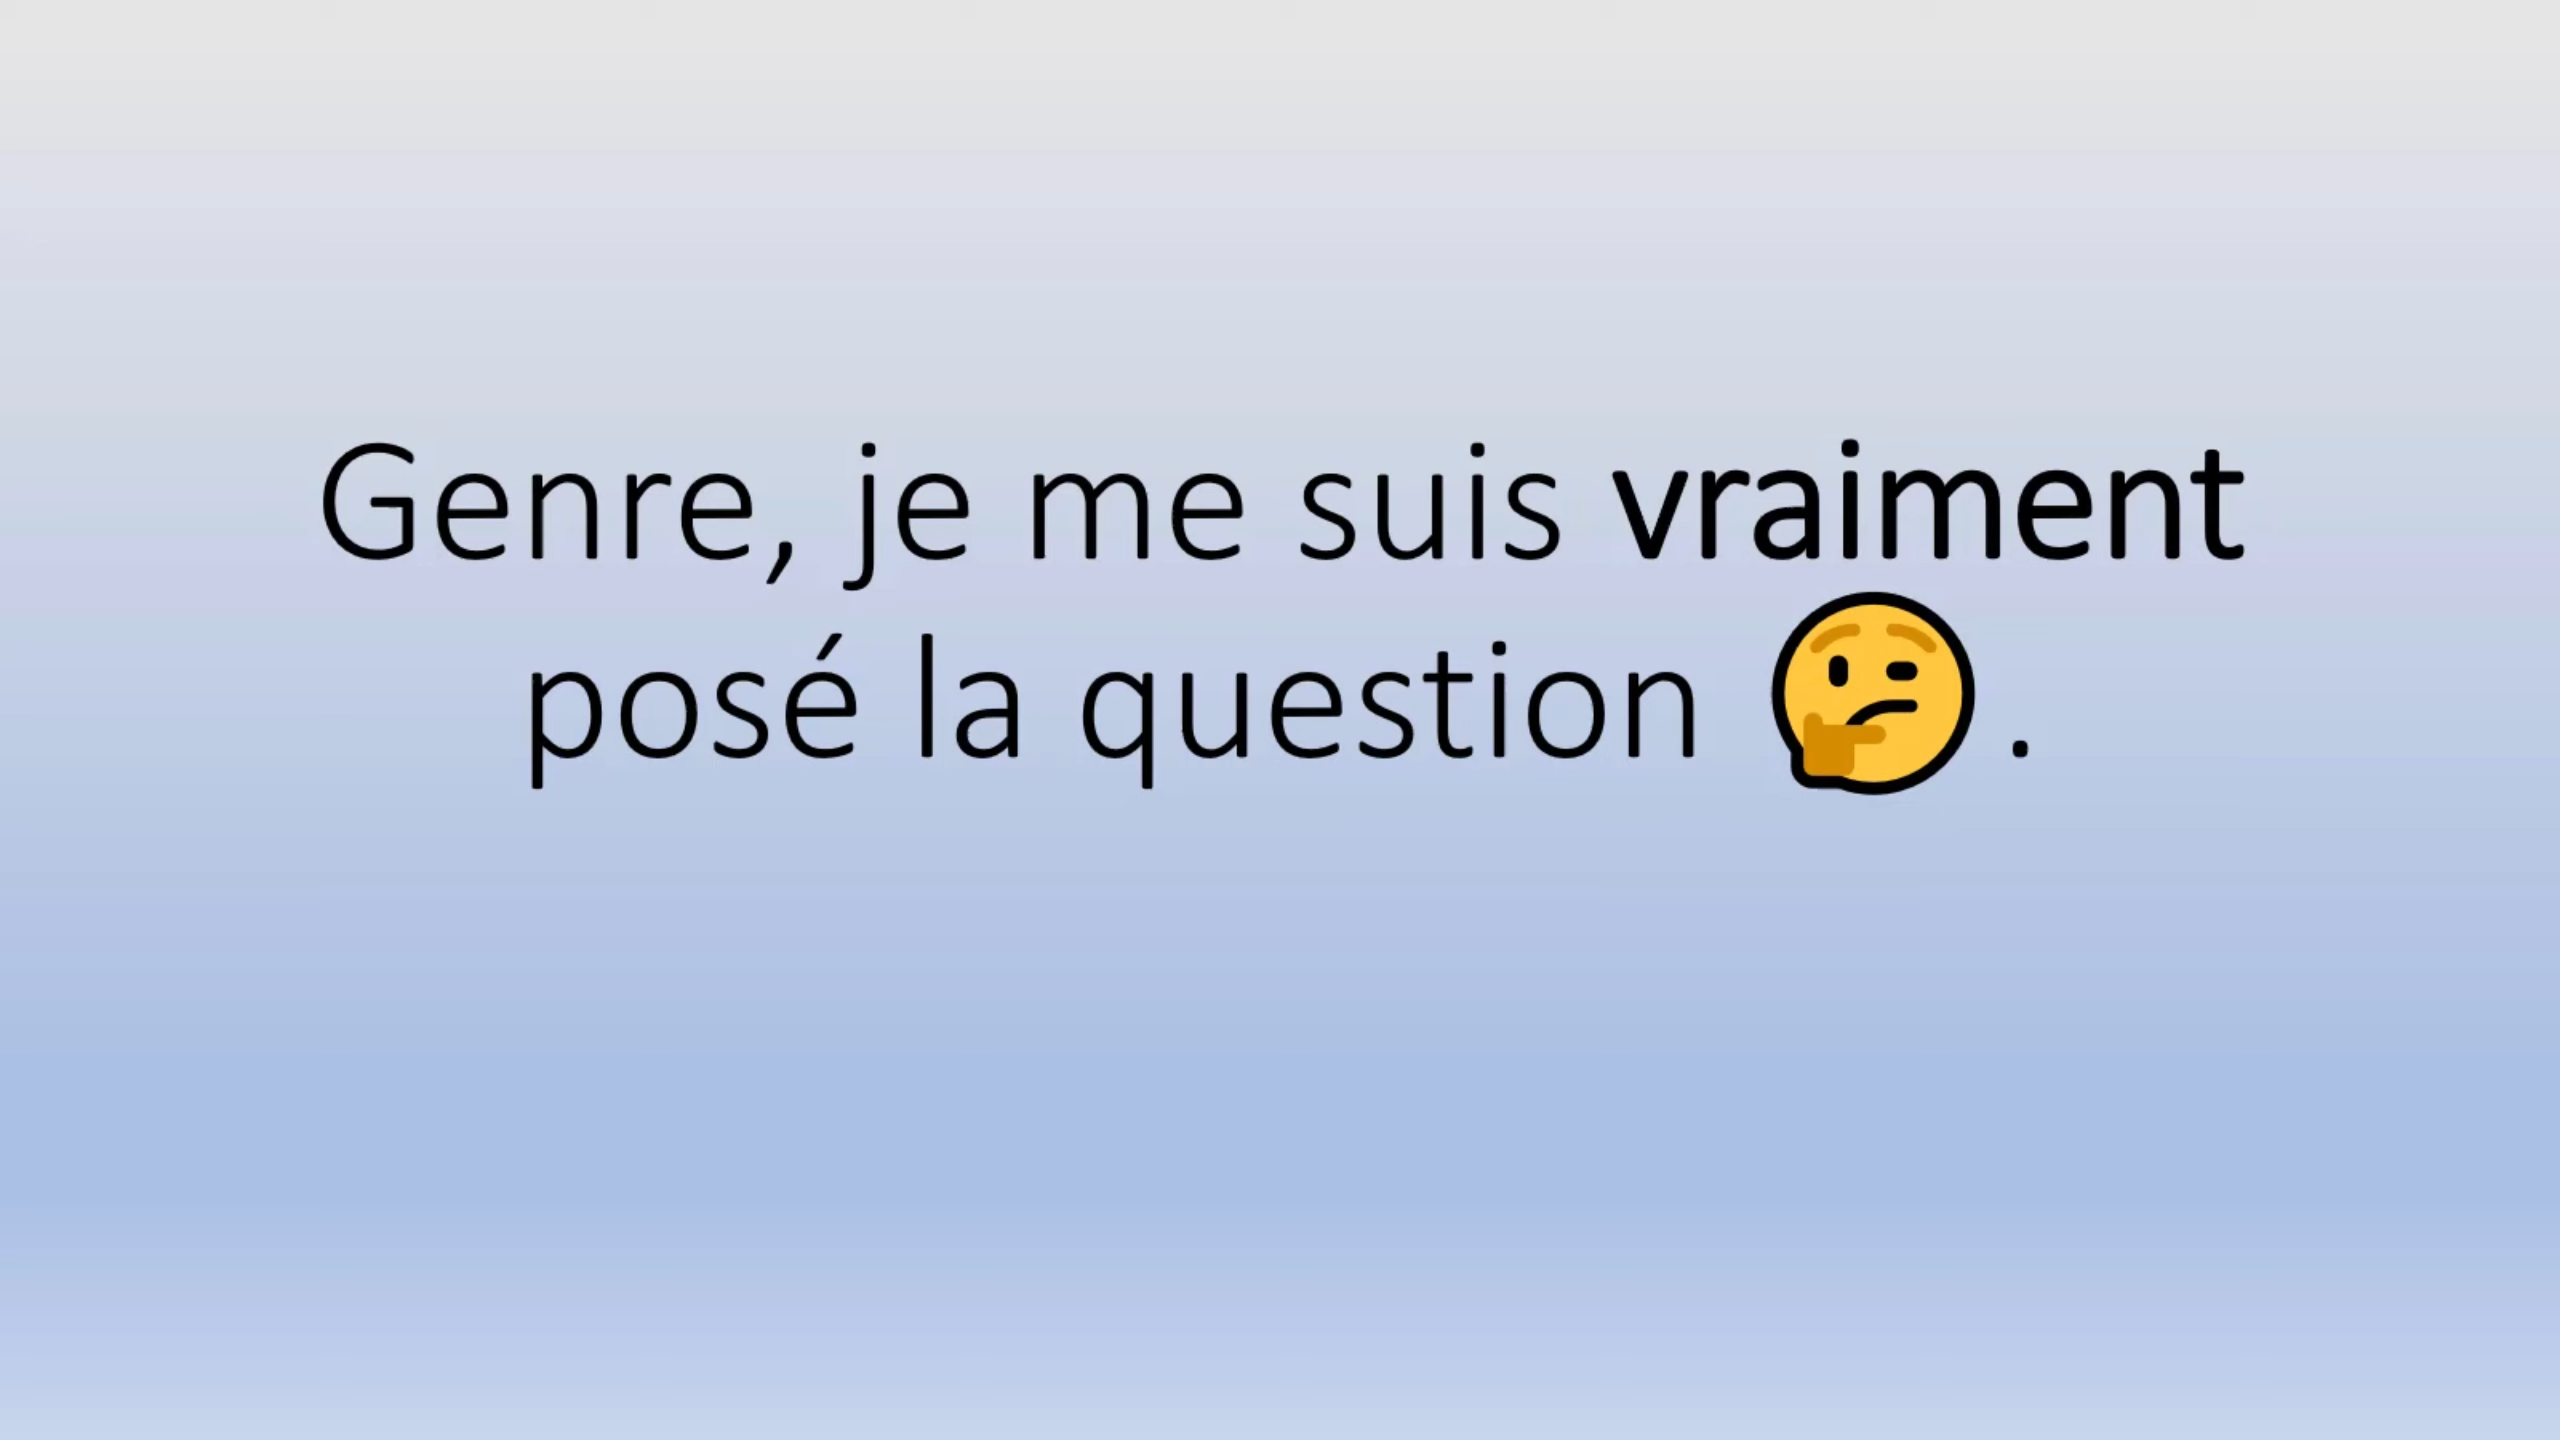 Genre, je me suis vraiment
posé la question 🤔.